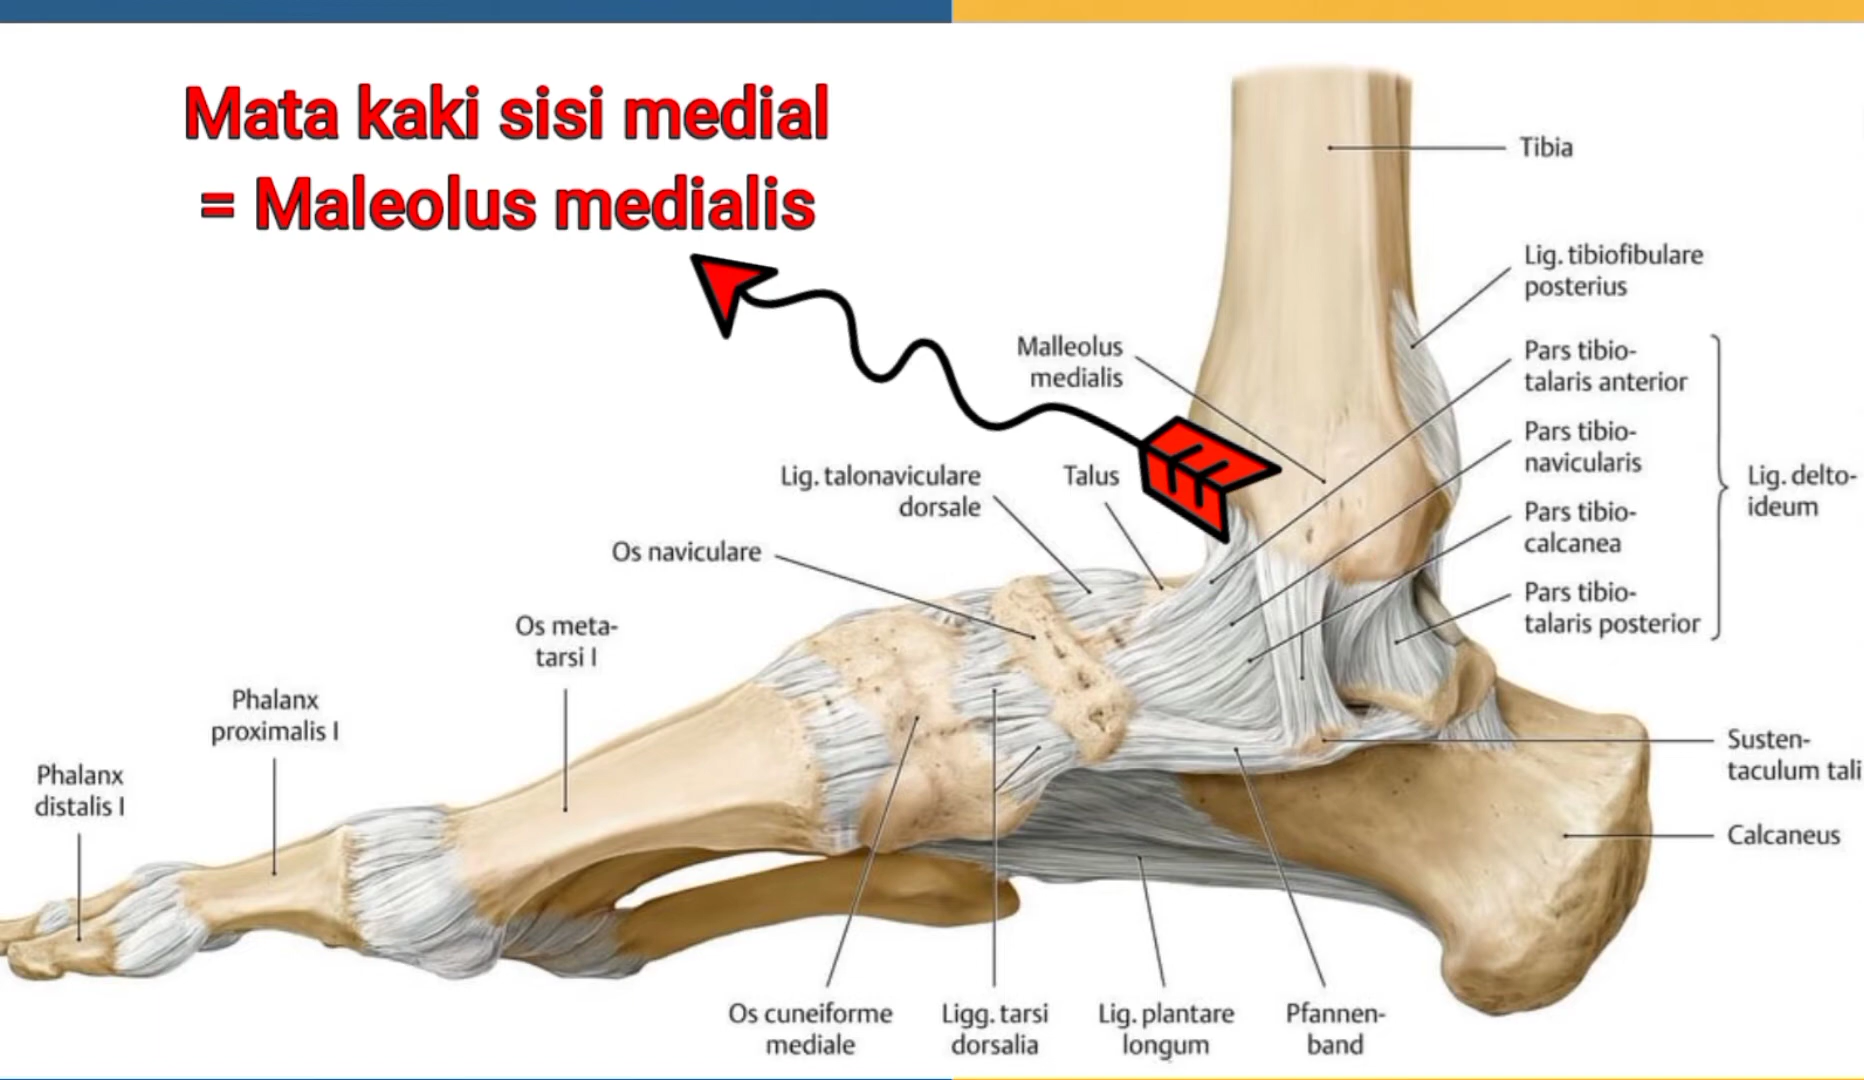 Mata kaki sisi medial
= Maleolus medialis
Tibia
Lig. tibiofibulare
posterius
Malleolus
medialis
Pars tibio-
talaris anterior
Pars tibio-
navicularis
Lig. delto-
ideum
Pars tibio-
calcanea
Pars tibio-
talaris posterior
Lig. talonaviculare
dorsale
Talus
Os naviculare
Os meta-
tarsi I
Phalanx
proximalis I
Phalanx
distalis I
Susten-
taculum tali
Calcaneus
Os cuneiforme
mediale
Ligg. tarsi
dorsalia
Lig. plantare
longum
Pfannen-
band